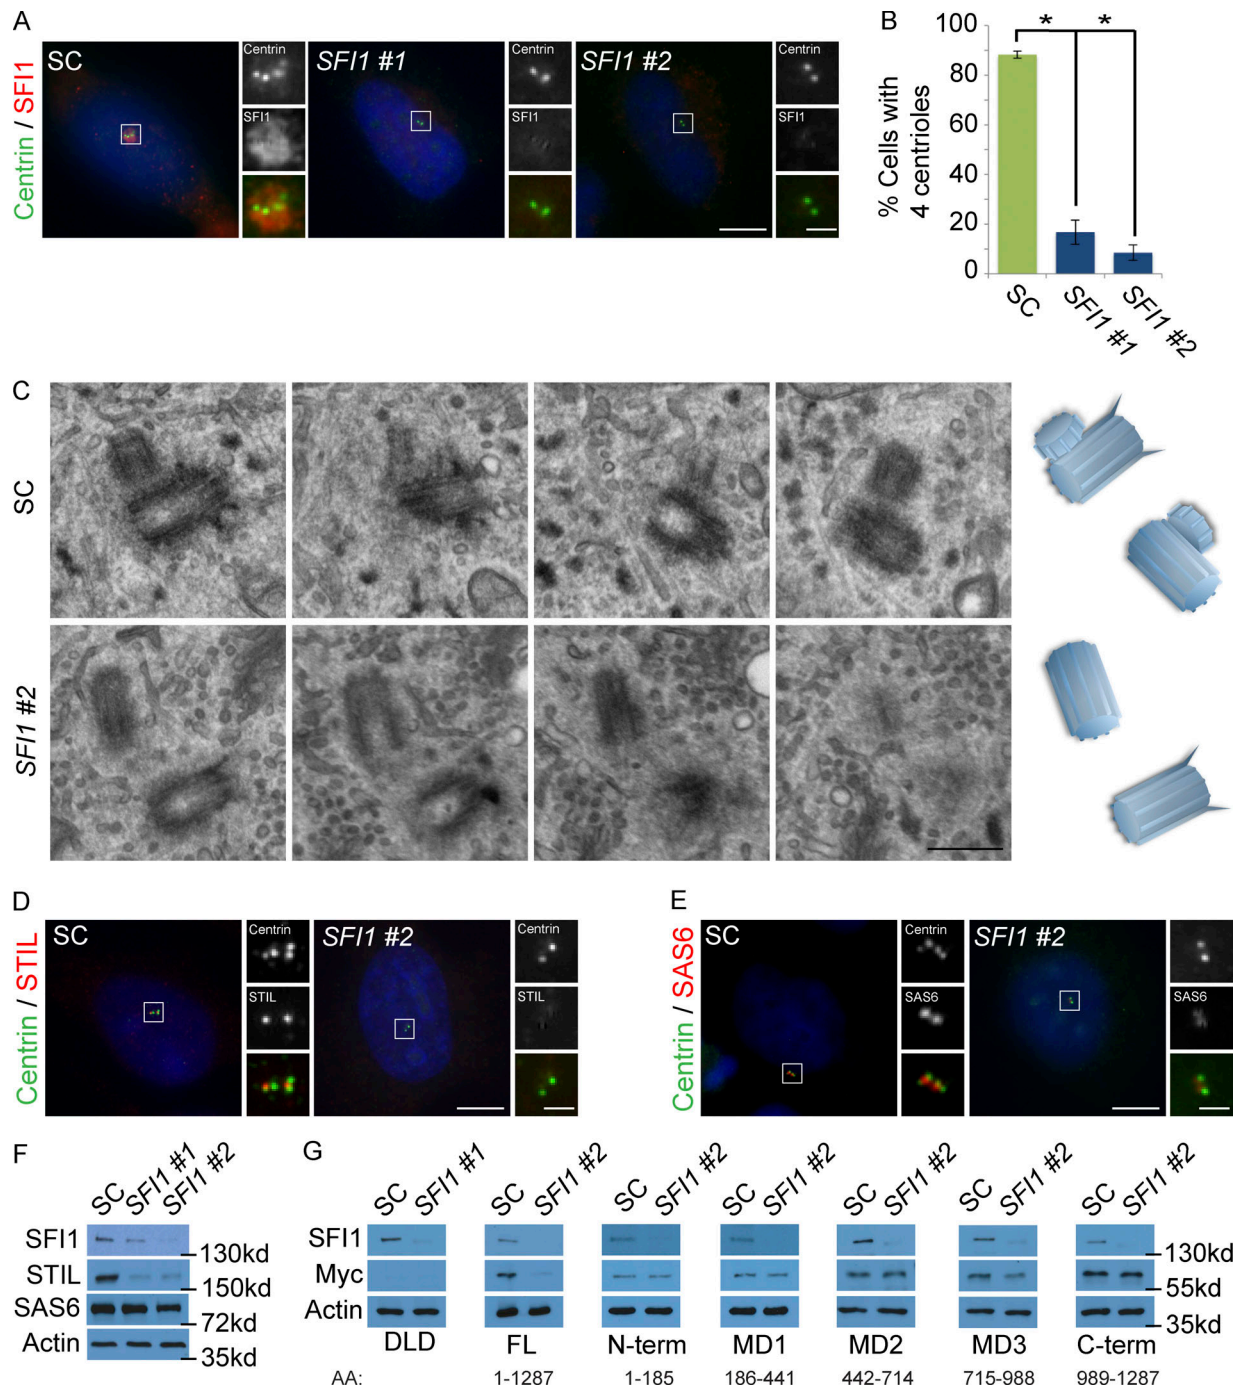 A
Centrin / SFI1
SC
Centrin
SFI1
SFI1 #1
Centrin
SFI1
SFI1 #2
Centrin
SFI1
B
% Cells with
4 centrioles
100
80
60
40
20
0
* *
SC
SFI1 #1
SFI1 #2
C
SC
SFI1 #2
D
Centrin / STIL
SC
Centrin
STIL
SFI1 #2
Centrin
STIL
E
Centrin / SAS6
SC
Centrin
SAS6
SFI1 #2
Centrin
SAS6
F
SC SFI1 #1 SFI1 #2
SFI1
130kd
STIL
150kd
SAS6
72kd
Actin
35kd
G
SC SFI1 #1 SC SFI1 #2 SC SFI1 #2 SC SFI1 #2 SC SFI1 #2 SC SFI1 #2 SC SFI1 #2
SFI1
130kd
Myc
55kd
Actin
35kd
DLD FL N-term MD1 MD2 MD3 C-term
AA: 1-1287 1-185 186-441 442-714 715-988 989-1287